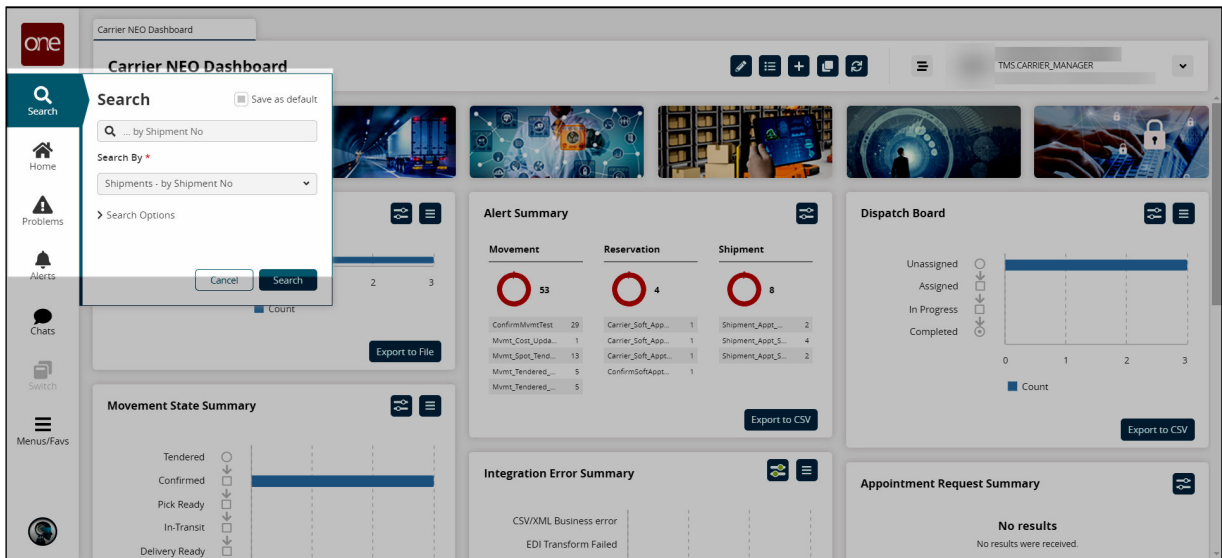 one
Carrier NEO Dashboard
Carrier NEO Dashboard
TMS.CARRIER_MANAGER
Search
Home
Problems
Alerts
Chats
Switch
Menus/Favs
Search
Save as default
... by Shipment No
Search By *
Shipments - by Shipment No
Search Options
Cancel
Search
2 3
Count
Export to File
Movement State Summary
Tendered
Confirmed
Pick Ready
In-Transit
Delivery Ready
Alert Summary
Movement Reservation Shipment
53 4 8
ConfirmMvmtTest 29 Carrier_Soft_App... 1 Shipment_Appt_... 2
Mvmt_Cost_Upda... 1 Carrier_Soft_App... 1 Shipment_Appt_S... 4
Mvmt_Spot_Tend... 13 Carrier_Soft_Appt... 1 Shipment_Appt_S... 2
Mvmt_Tendered_... 5 ConfirmSoftAppt... 1
Mvmt_Tendered_... 5
Export to CSV
Integration Error Summary
CSV/XML Business error
EDI Transform Failed
Dispatch Board
Unassigned
Assigned
In Progress
Completed
0 1 2 3
Count
Export to CSV
Appointment Request Summary
No results
No results were received.